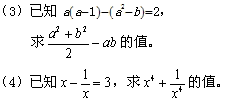 （3）已知 a(a−1)−(a²−b)=2，
求 (a²+b²)/2 −ab 的值。
（4）已知 x−1/x=3，求 x⁴+1/x⁴ 的值。